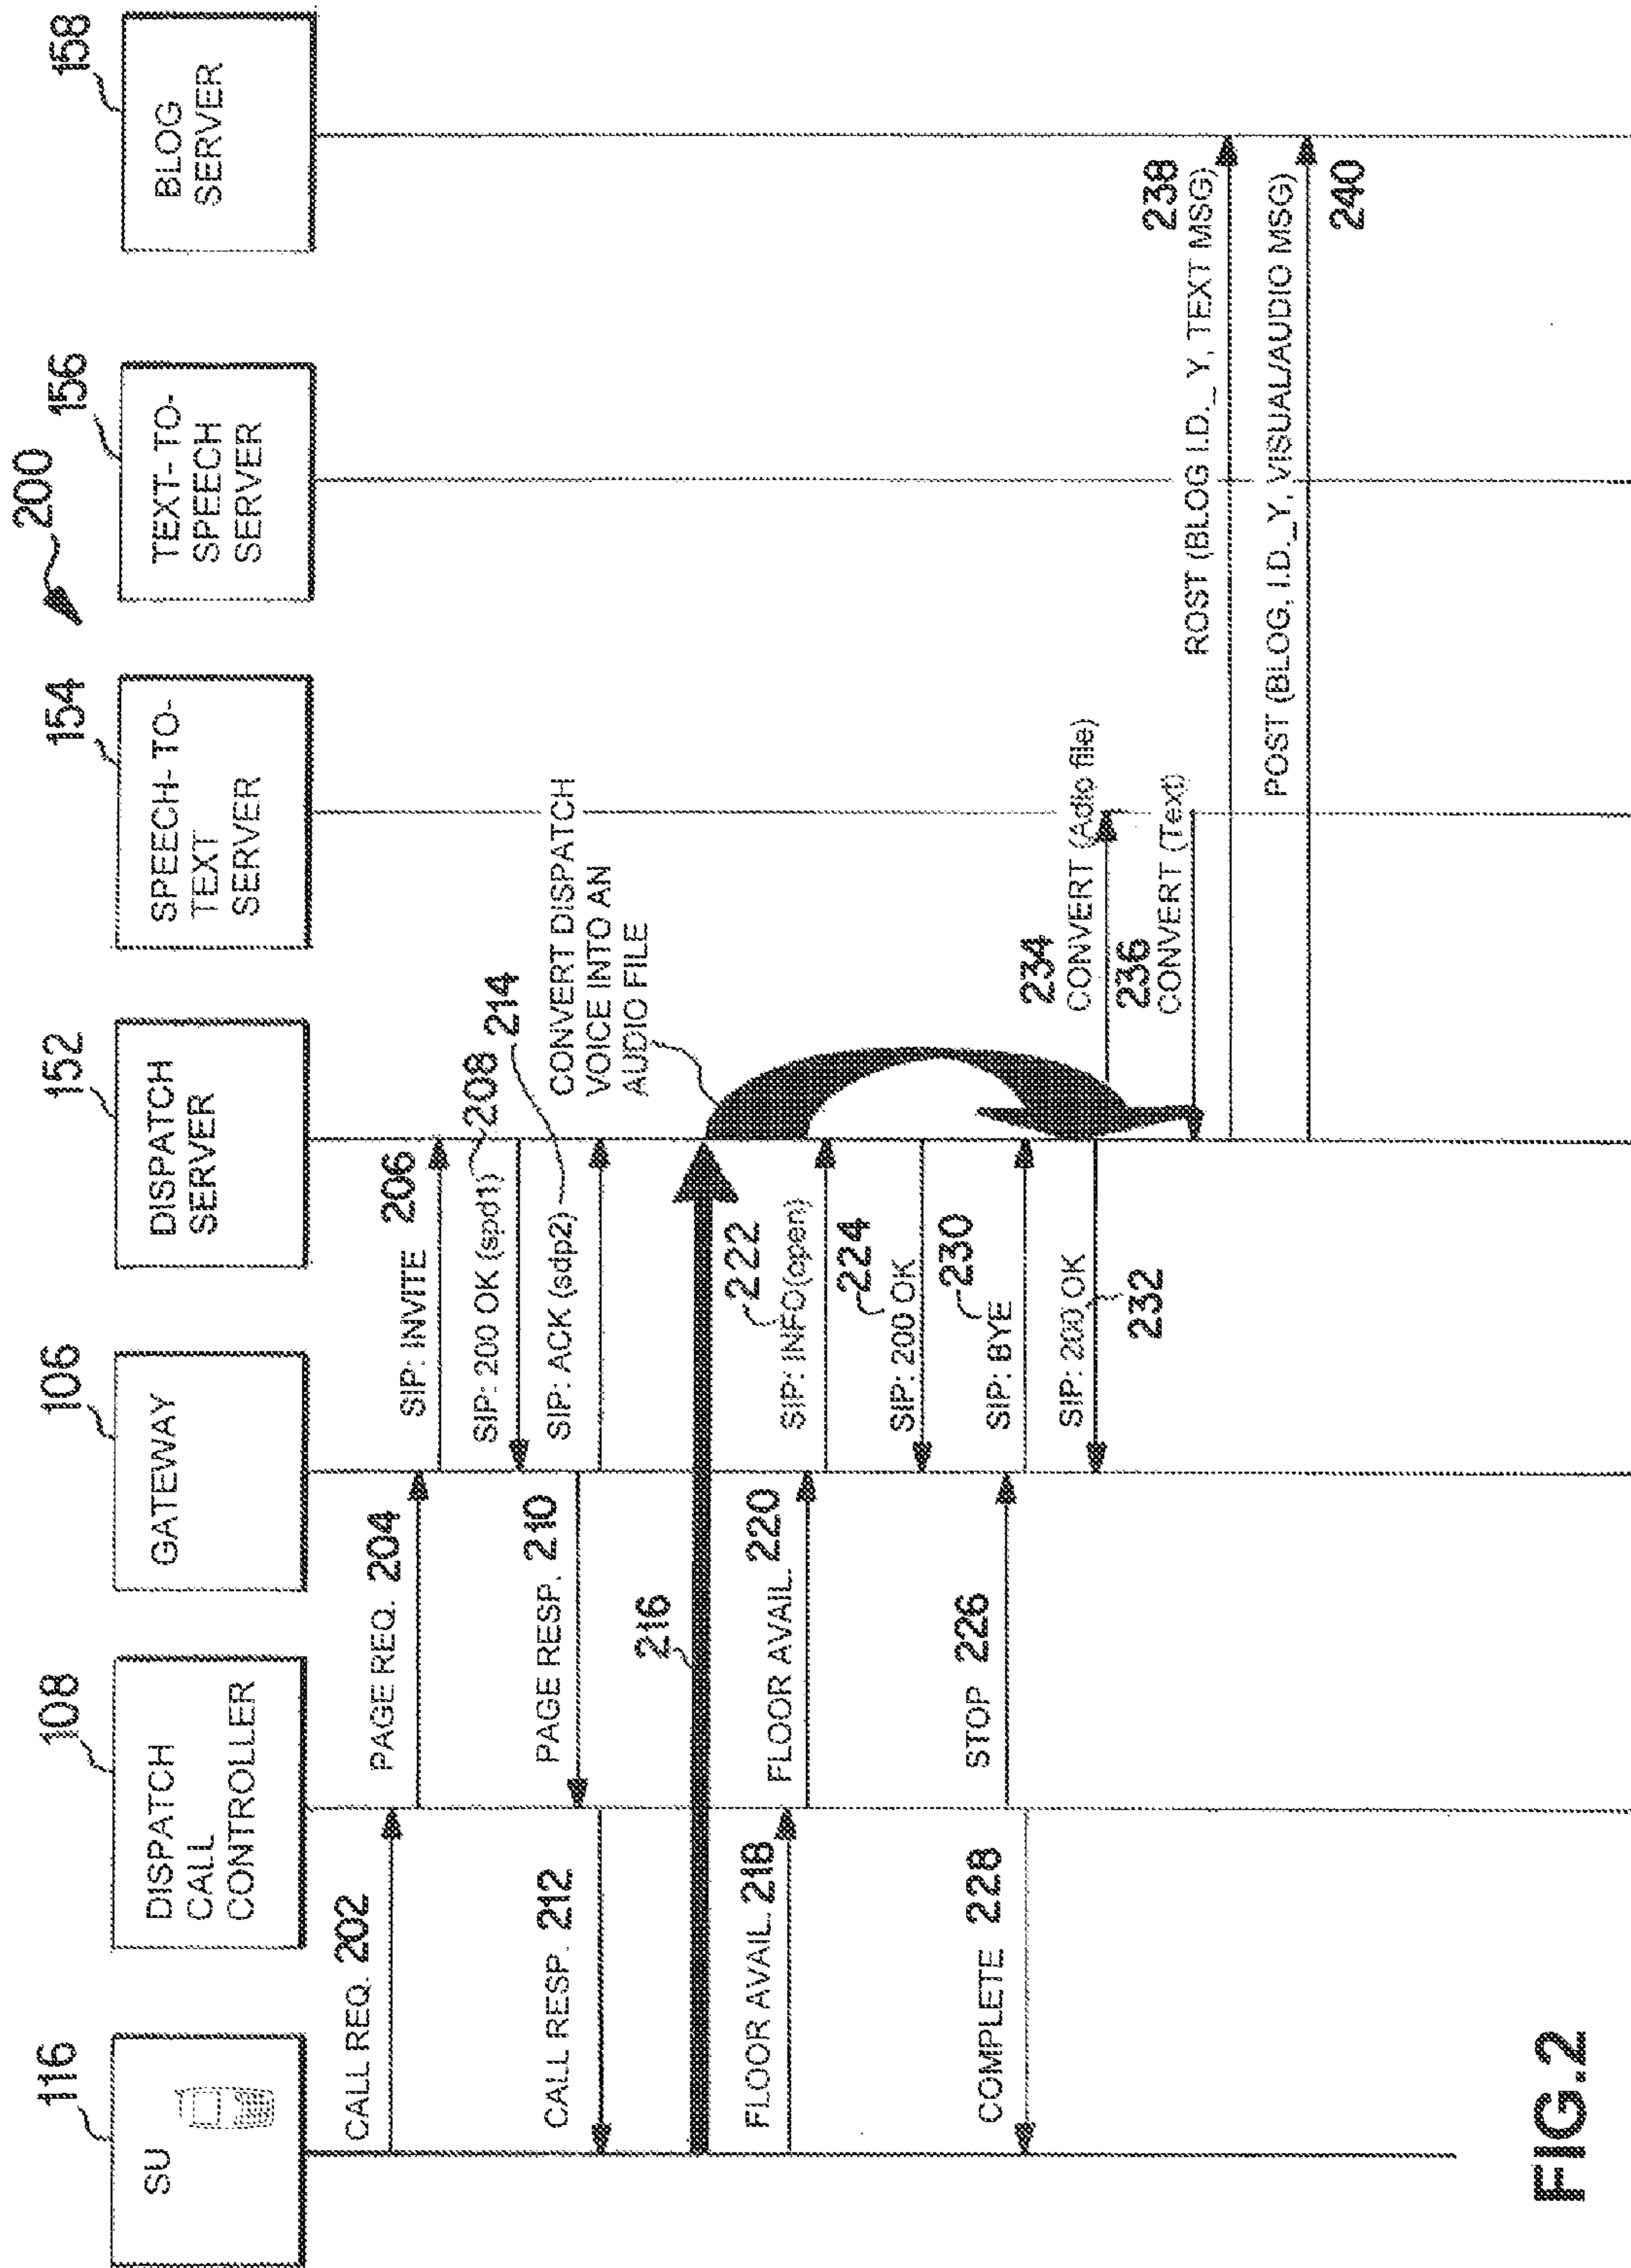 200
116
SU
108
DISPATCH
CALL
CONTROLLER
106
GATEWAY
152
DISPATCH
SERVER
154
SPEECH- TO-
TEXT
SERVER
156
TEXT- TO-
SPEECH
SERVER
158
BLOG
SERVER
CALL REQ. 202
PAGE REQ. 204
SIP: INVITE 206
SIP: 200 OK (spd1) 208
PAGE RESP. 210
CALL RESP. 212
SIP: ACK (sdp2) 214
216
CONVERT DISPATCH
VOICE INTO AN
AUDIO FILE
FLOOR AVAIL. 218
FLOOR AVAIL. 220
222
SIP: INFO(open)
224
SIP: 200 OK
STOP 226
COMPLETE 228
230
SIP: BYE
SIP: 200 OK
232
234
CONVERT (Adio file)
236
CONVERT (Text)
238
ROST (BLOG I.D._Y, TEXT MSG)
POST (BLOG, I.D._Y, VISUAL/AUDIO MSG)
240
FIG.2